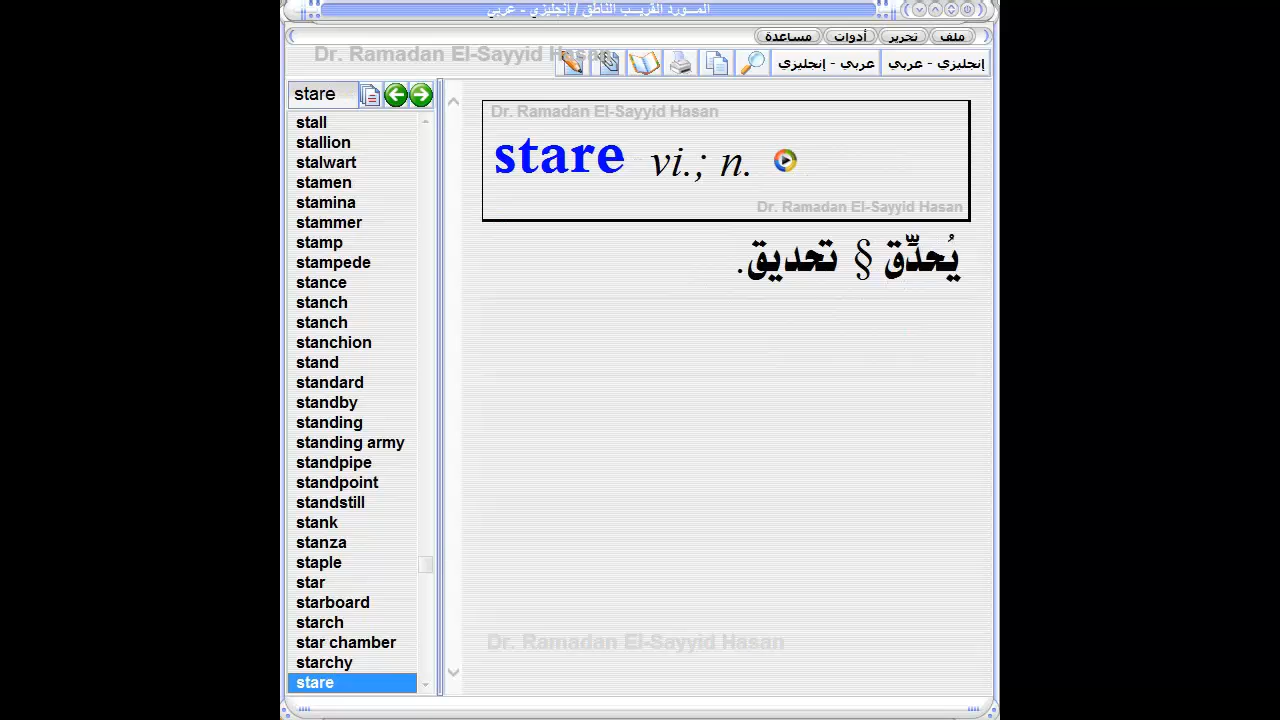 المــورد القريــب الناطق / إنجليزي - عربي
ملف تحرير أدوات مساعدة
Dr. Ramadan El-Sayyid Hasan
إنجليزي - عربي عربي - إنجليزي
stare
stall
stallion
stalwart
stamen
stamina
stammer
stamp
stampede
stance
stanch
stanch
stanchion
stand
standard
standby
standing
standing army
standpipe
standpoint
standstill
stank
stanza
staple
star
starboard
starch
star chamber
starchy
stare
Dr. Ramadan El-Sayyid Hasan
stare vi.; n.
Dr. Ramadan El-Sayyid Hasan
يُحدِّق § تحديق.
Dr. Ramadan El-Sayyid Hasan